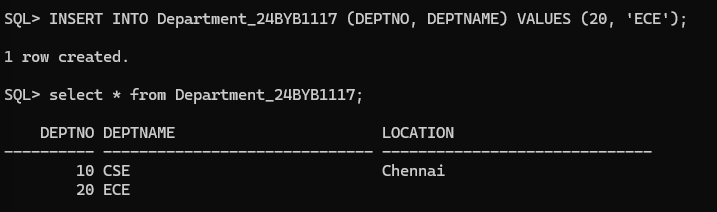 SQL> INSERT INTO Department_24BYB1117 (DEPTNO, DEPTNAME) VALUES (20, 'ECE');
1 row created.
SQL> select * from Department_24BYB1117;
DEPTNO DEPTNAME                       LOCATION
---------- ------------------------------ ------------------------------
10 CSE                            Chennai
20 ECE